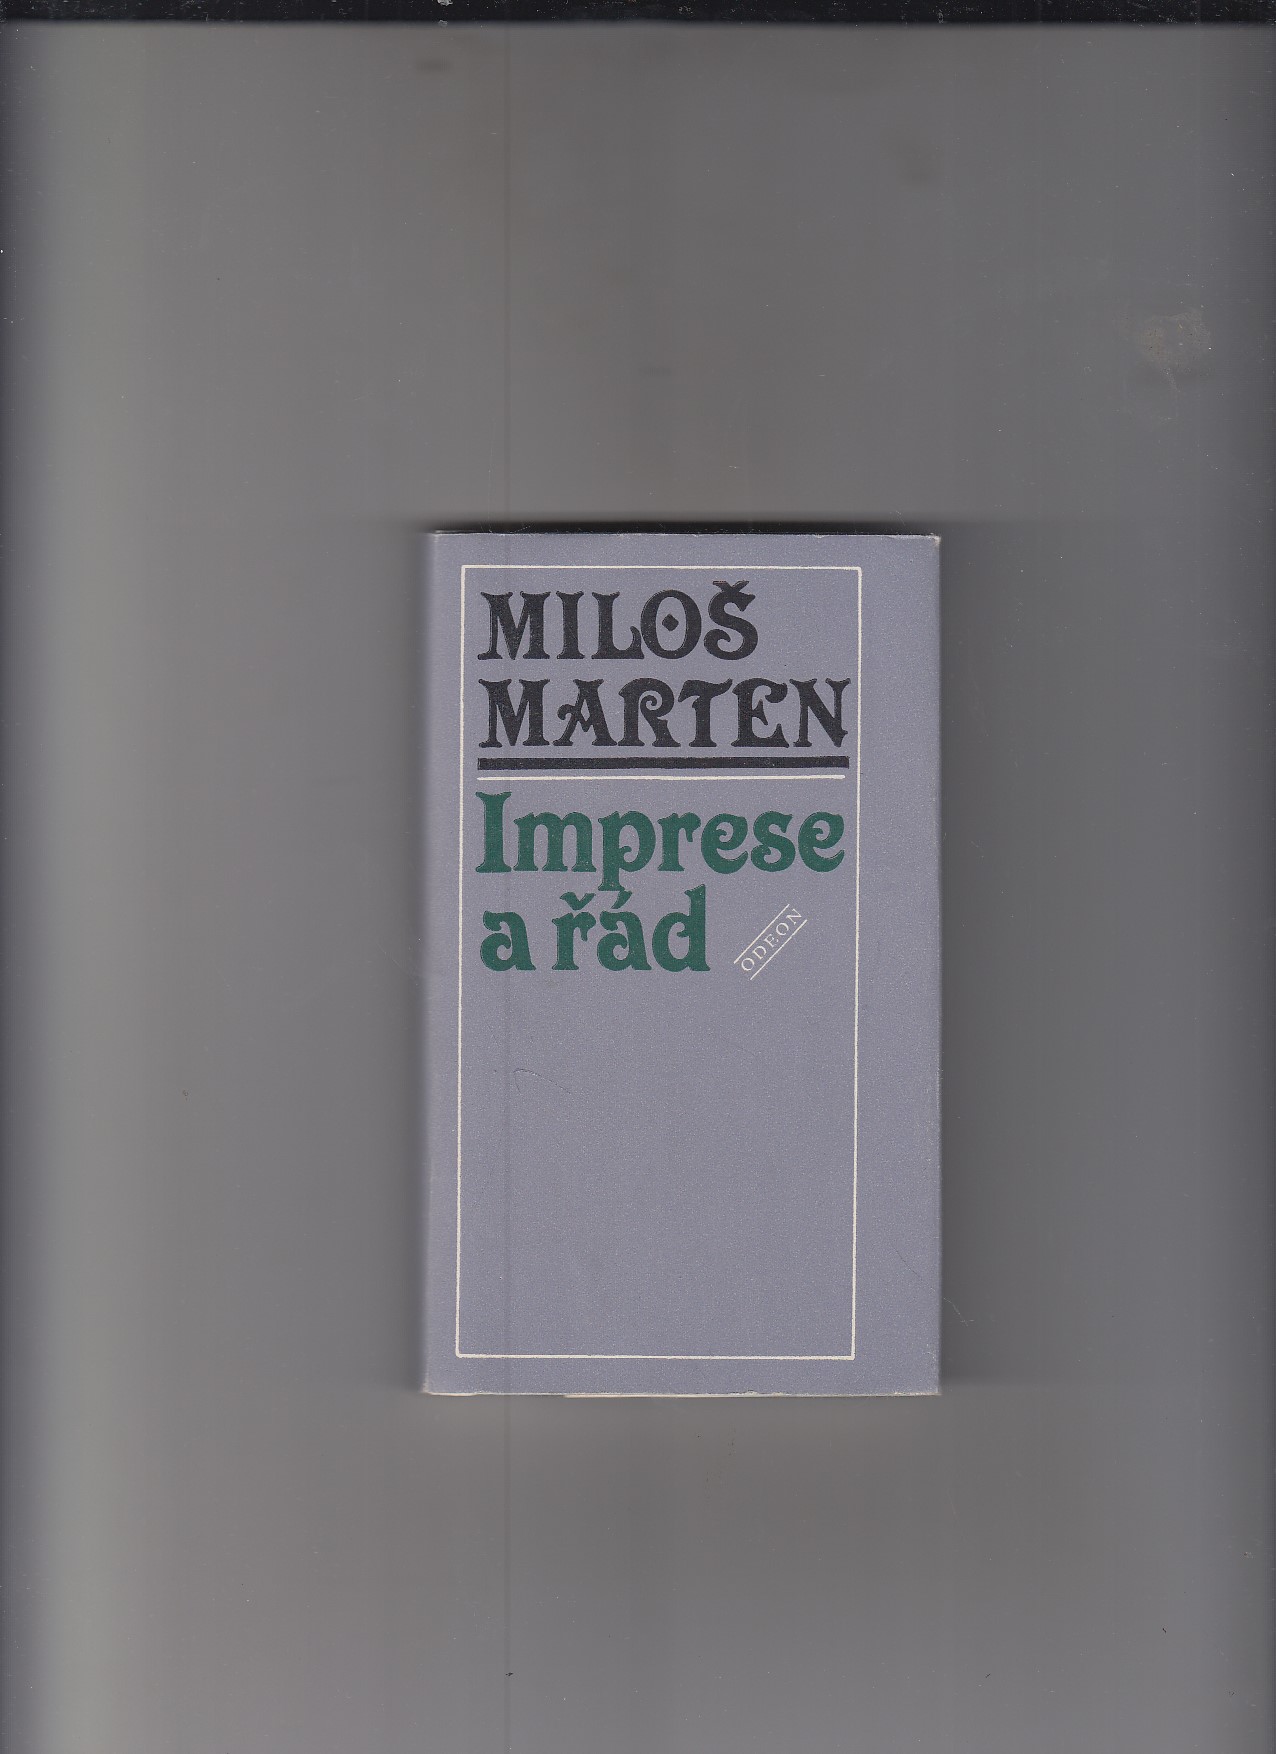 MILOŠ
MARTEN
Imprese
a řád
ODEON